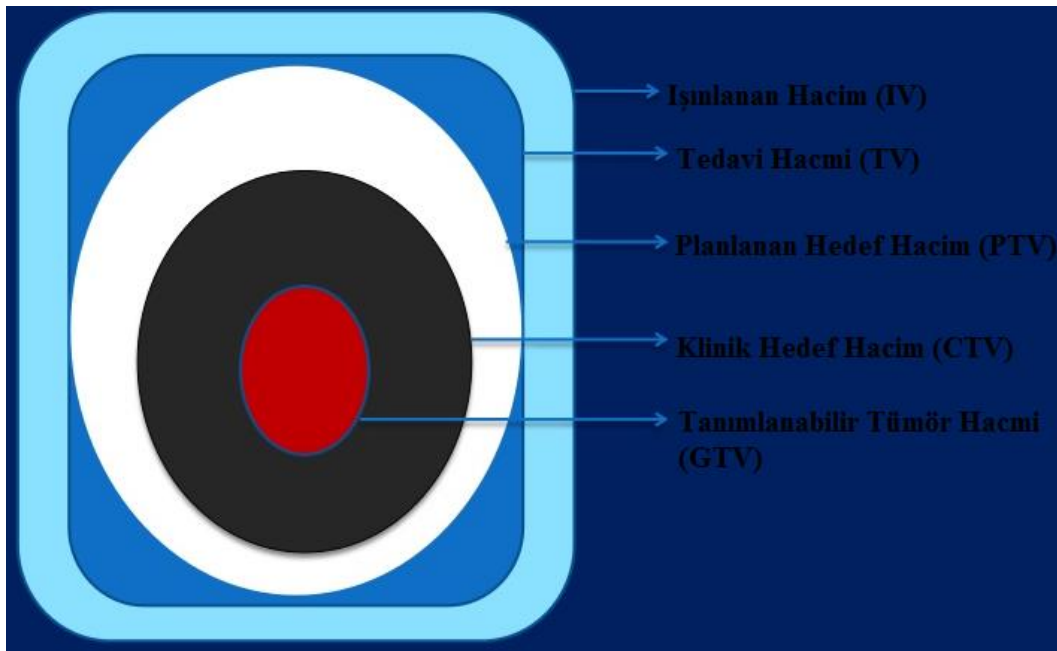 Işınlanan Hacim (IV)
Tedavi Hacmi (TV)
Planlanan Hedef Hacim (PTV)
Klinik Hedef Hacim (CTV)
Tanımlanabilir Tümör Hacmi
(GTV)